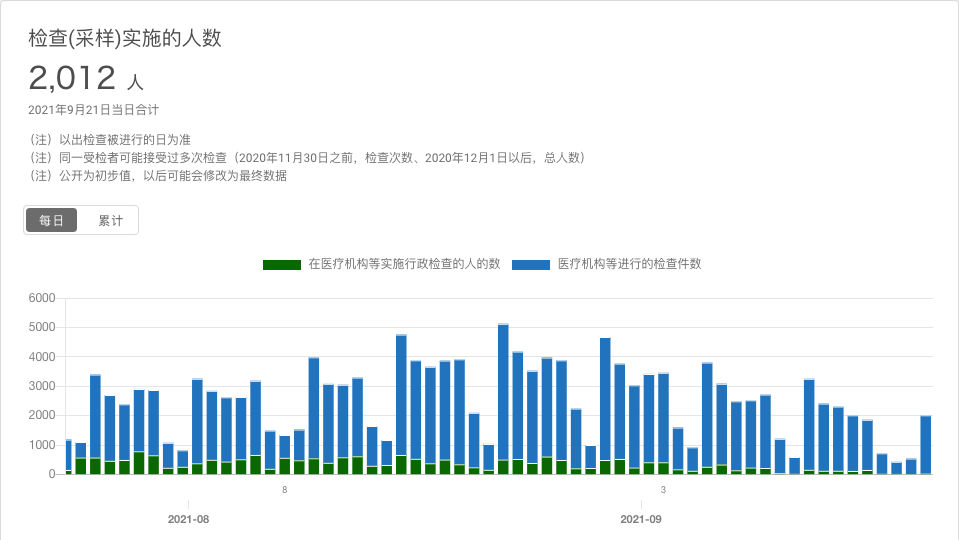 检查(采样)实施的人数
2,012 人
2021年9月21日当日合计
（注）以出检查被进行的日为准
（注）同一受检者可能接受过多次检查（2020年11月30日之前，检查次数、2020年12月1日以后，总人数）
（注）公开为初步值，以后可能会修改为最终数据
每日 累计
在医疗机构等实施行政检查的人的数 医疗机构等进行的检查件数
6000
5000
4000
3000
2000
1000
0
8 3
2021-08 2021-09